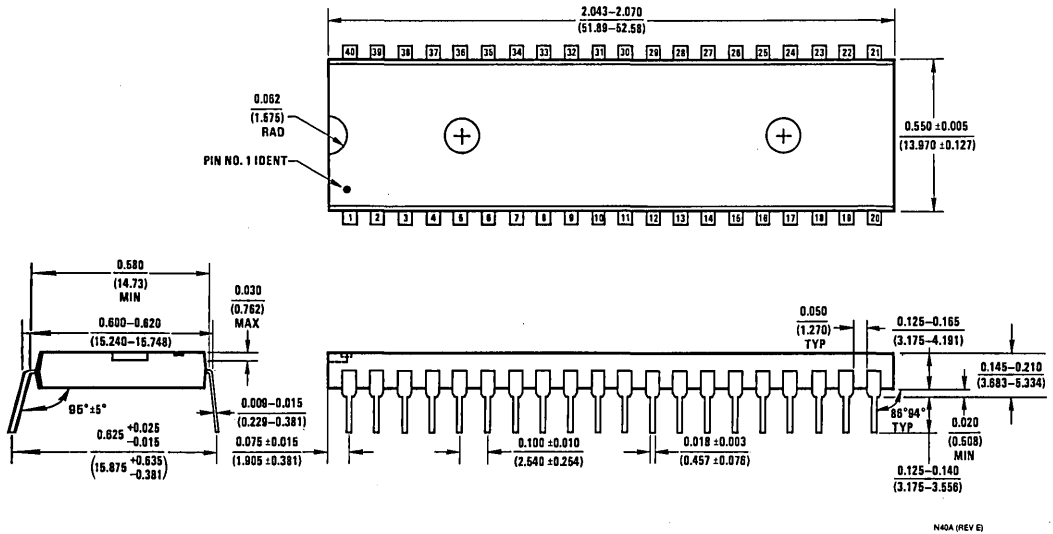 2.043–2.070
(51.89–52.58)
40 39 38 37 36 35 34 33 32 31 30 29 28 27 26 25 24 23 22 21
0.062
(1.575)
RAD
PIN NO. 1 IDENT
0.550 ±0.005
(13.970 ±0.127)
1 2 3 4 5 6 7 8 9 10 11 12 13 14 15 16 17 18 19 20
0.580
(14.73)
MIN
0.030
(0.762)
MAX
0.600–0.620
(15.240–15.748)
95°±5°
0.009–0.015
(0.229–0.381)
0.625 +0.025 -0.015
(15.875 +0.635 -0.381)
0.050
(1.270)
TYP
0.125–0.165
(3.175–4.191)
0.145–0.210
(3.683–5.334)
86°94°
TYP
0.020
(0.508)
MIN
0.075 ±0.015
(1.905 ±0.381)
0.100 ±0.010
(2.540 ±0.254)
0.018 ±0.003
(0.457 ±0.076)
0.125–0.140
(3.175–3.556)
N40A (REV E)